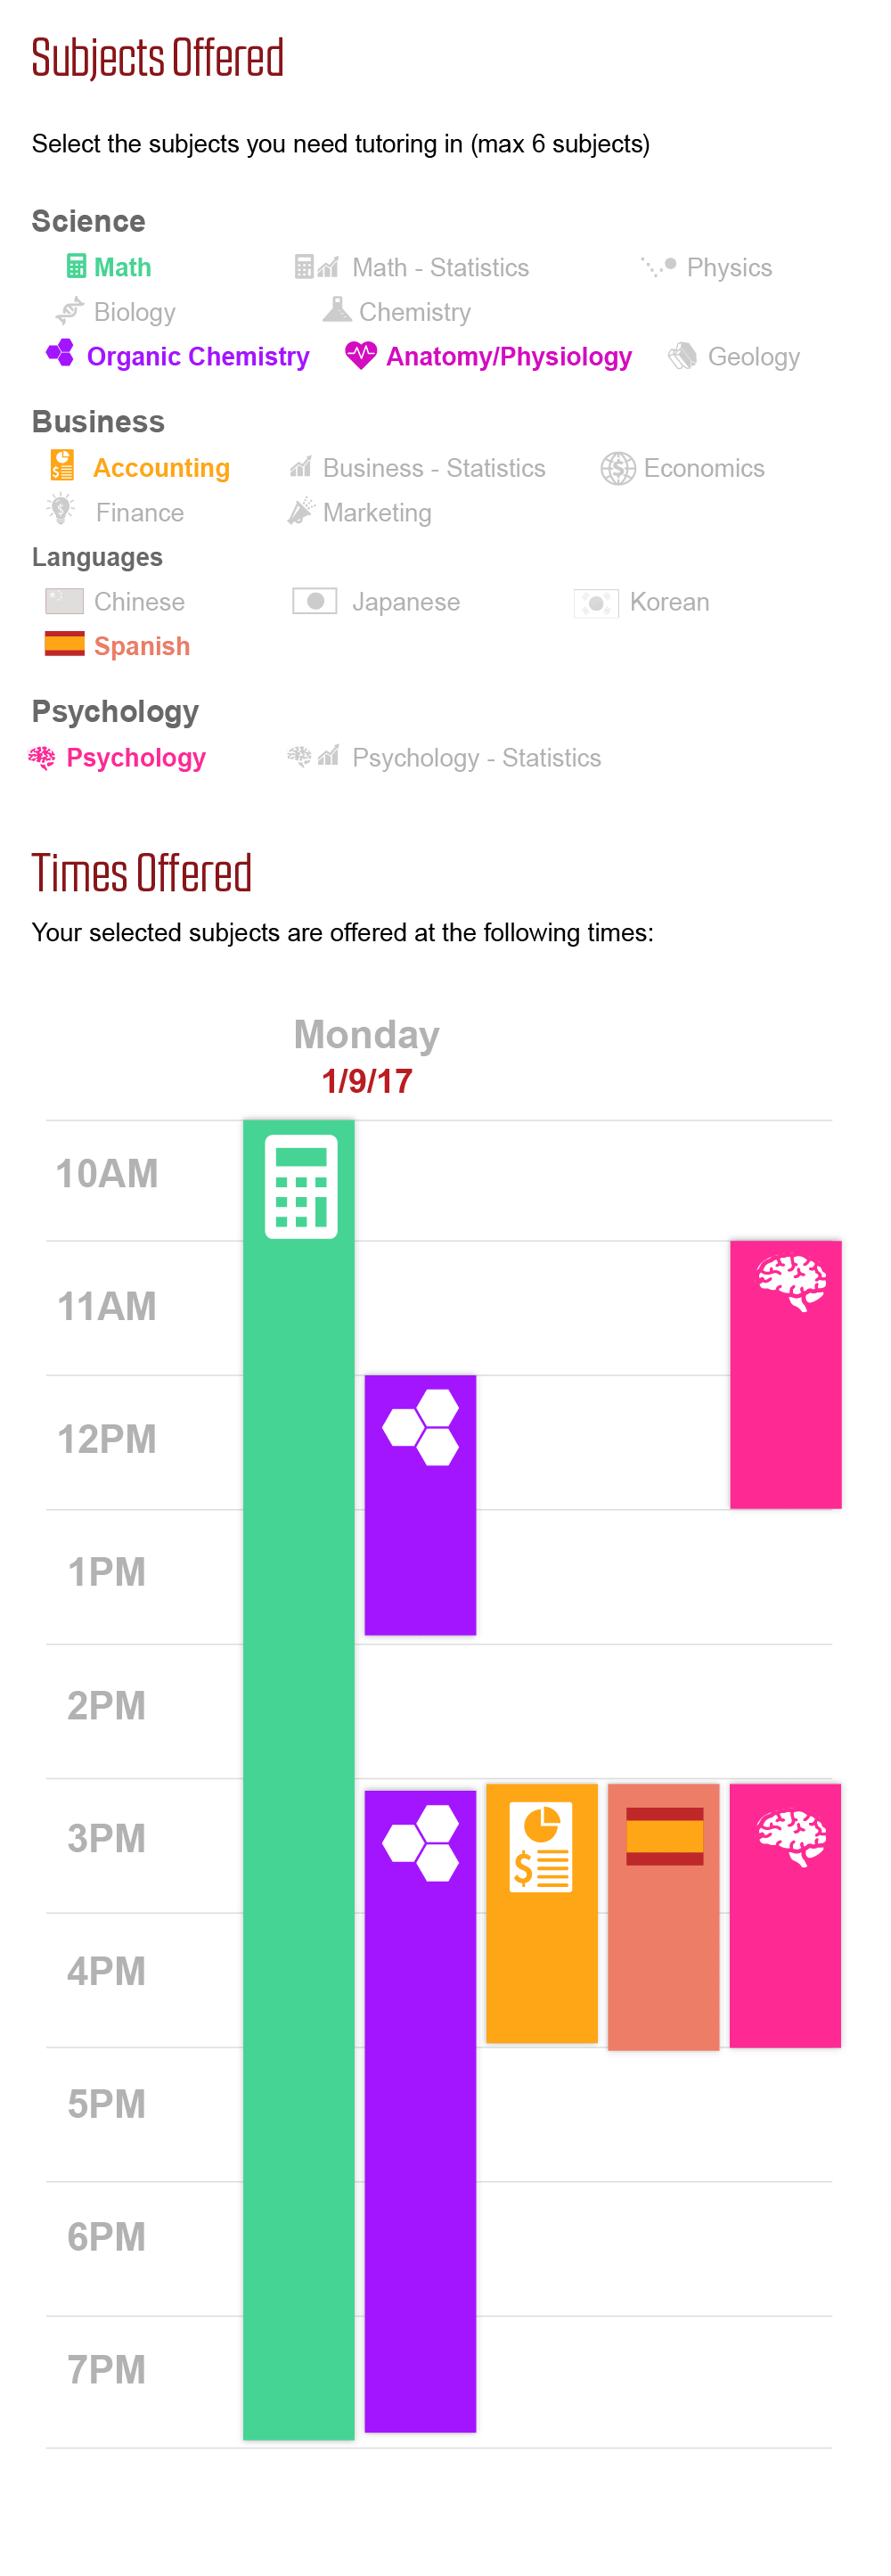 Subjects Offered
Select the subjects you need tutoring in (max 6 subjects)
Science
Math Math - Statistics Physics
Biology Chemistry
Organic Chemistry Anatomy/Physiology Geology
Business
Accounting Business - Statistics Economics
Finance Marketing
Languages
Chinese Japanese Korean
Spanish
Psychology
Psychology Psychology - Statistics
Times Offered
Your selected subjects are offered at the following times:
Monday
1/9/17
10AM
11AM
12PM
1PM
2PM
3PM
$
4PM
5PM
6PM
7PM